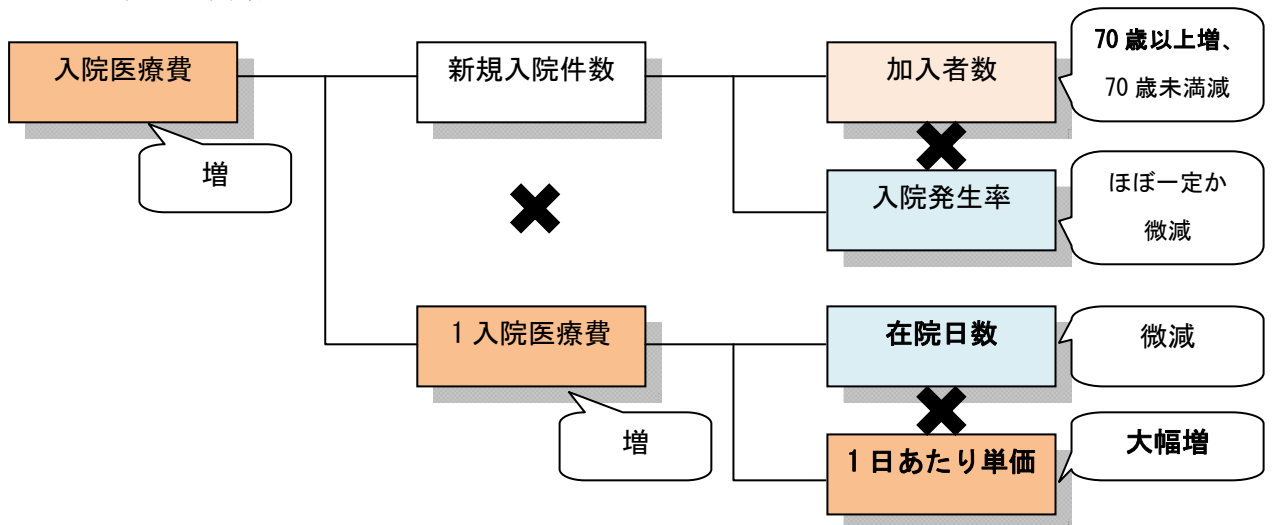 入院医療費
増
新規入院件数
加入者数
70歳以上増、
70歳未満減
入院発生率
ほぼ一定か
微減
1入院医療費
増
在院日数
微減
1日あたり単価
大幅増